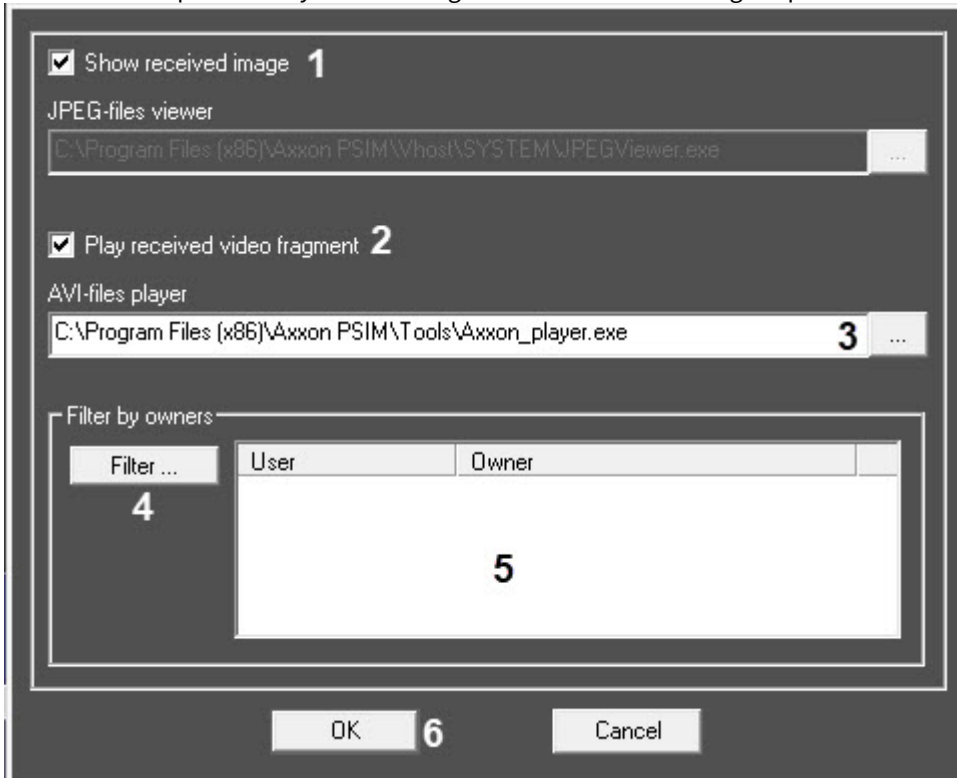 Show received image 1
JPEG-files viewer
C:\Program Files (x86)\Axxon PSIM\Vhost\SYSTEM\JPEGViewer.exe ...
Play received video fragment 2
AVI-files player
C:\Program Files (x86)\Axxon PSIM\Tools\Axxon_player.exe 3 ...
Filter by owners
Filter ... User Owner
4
5
OK 6 Cancel